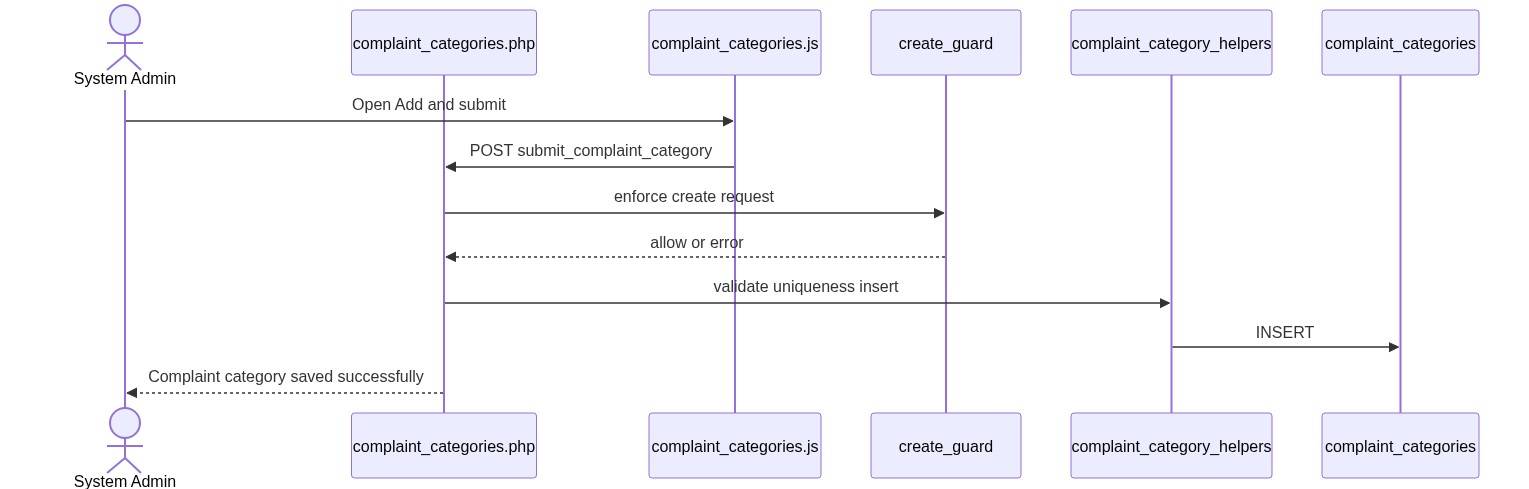 System Admin
complaint_categories.php
complaint_categories.js
create_guard
complaint_category_helpers
complaint_categories
Open Add and submit
POST submit_complaint_category
enforce create request
allow or error
validate uniqueness insert
INSERT
Complaint category saved successfully
System Admin
complaint_categories.php
complaint_categories.js
create_guard
complaint_category_helpers
complaint_categories